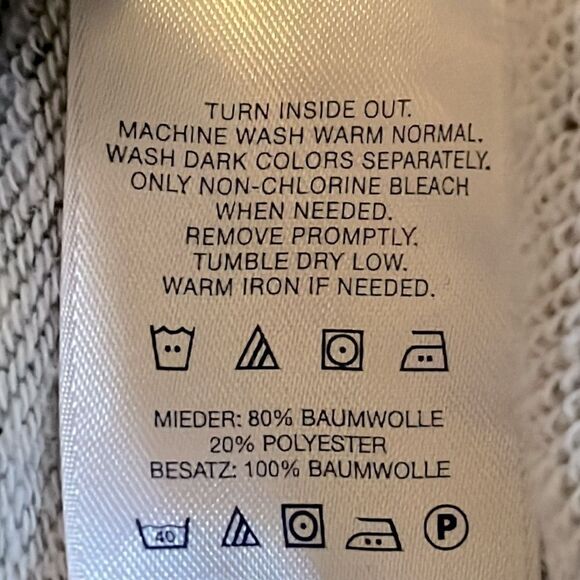 TURN INSIDE OUT.
MACHINE WASH WARM NORMAL.
WASH DARK COLORS SEPARATELY.
ONLY NON-CHLORINE BLEACH
WHEN NEEDED.
REMOVE PROMPTLY.
TUMBLE DRY LOW.
WARM IRON IF NEEDED.
MIEDER: 80% BAUMWOLLE
20% POLYESTER
BESATZ: 100% BAUMWOLLE
40 P